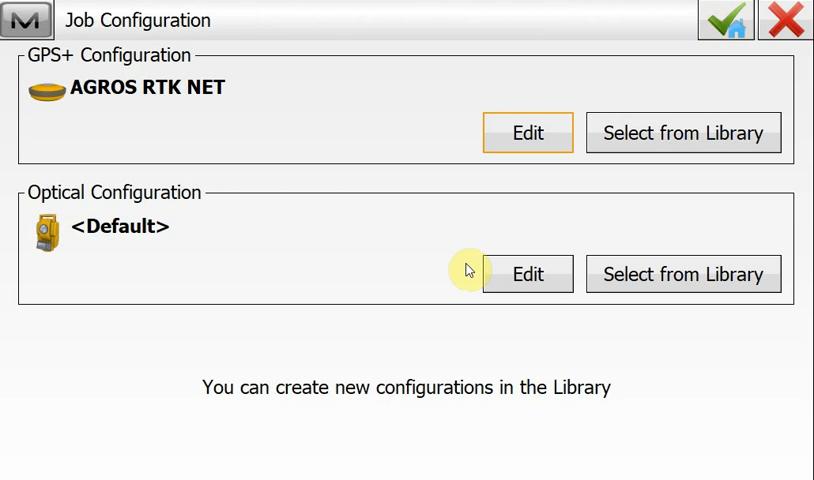 M Job Configuration
GPS+ Configuration
AGROS RTK NET
Edit Select from Library
Optical Configuration
<Default>
Edit Select from Library
You can create new configurations in the Library